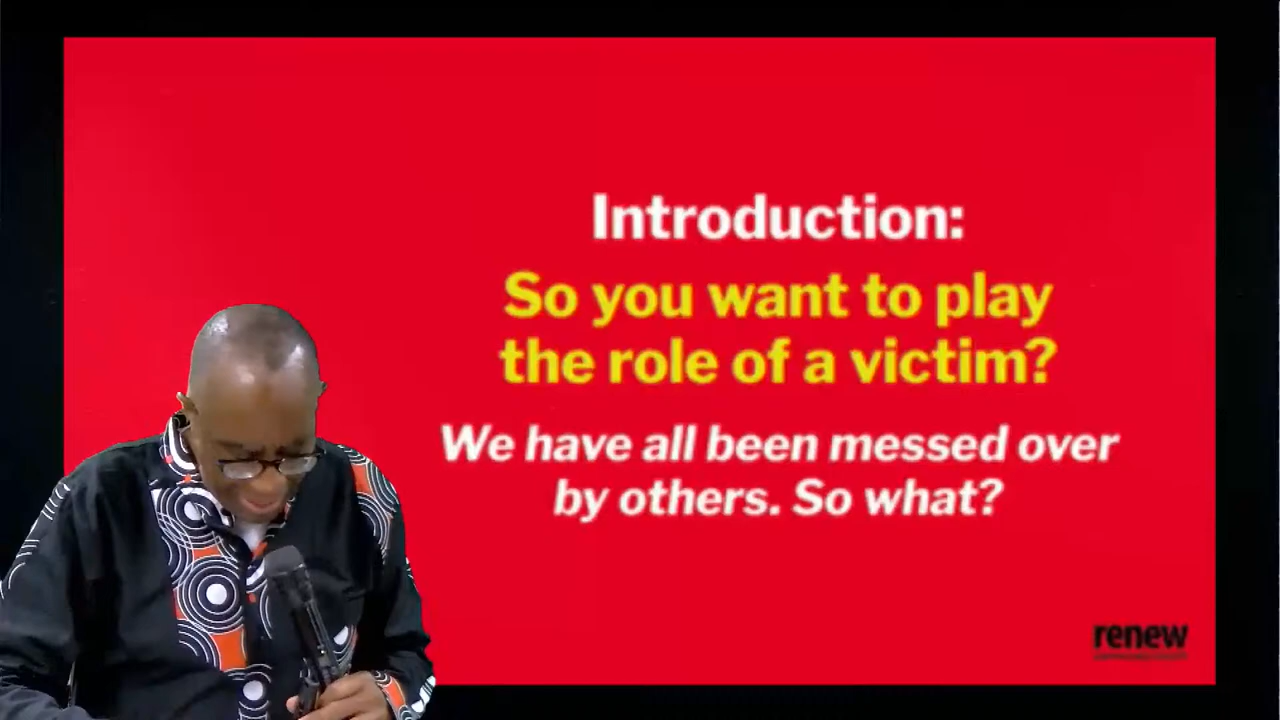 Introduction:
So you want to play
the role of a victim?
We have all been messed over
by others. So what?
renew